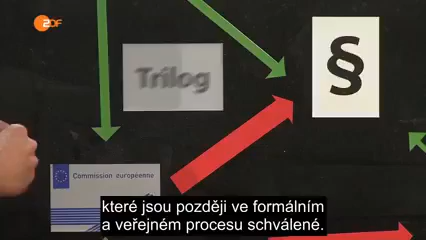 ZDF
Trilog
§
Commission européenne
které jsou později ve formálním
a veřejném procesu schválené.